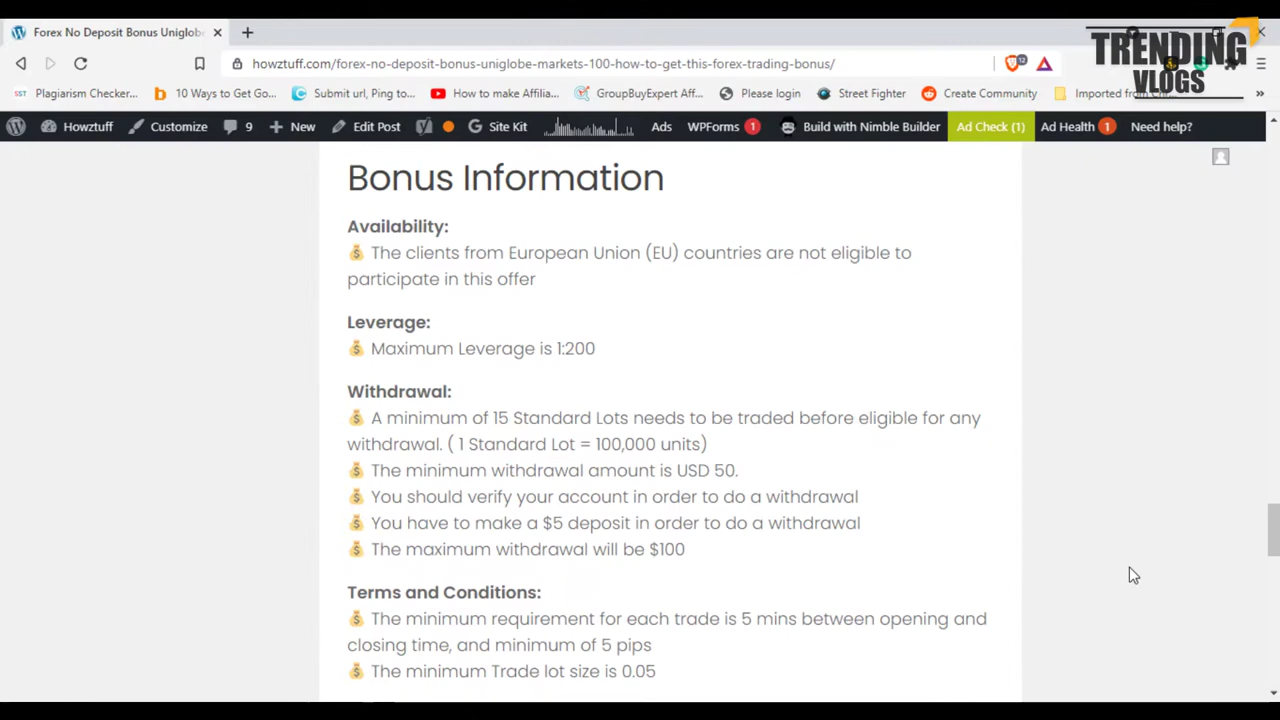 Forex No Deposit Bonus Uniglob
TRENDING
VLOGS
howztuff.com/forex-no-deposit-bonus-uniglobe-markets-100-how-to-get-this-forex-trading-bonus/
12
SST Plagiarism Checker... 10 Ways to Get Go... Submit url, Ping to... How to make Affilia... GroupBuyExpert Aff... Please login Street Fighter Create Community Imported from Chr... »
Howztuff Customize 9 New Edit Post Site Kit Ads WPForms 1 Build with Nimble Builder Ad Check (1) Ad Health 1 Need help?
Bonus Information
Availability:
The clients from European Union (EU) countries are not eligible to
participate in this offer
Leverage:
Maximum Leverage is 1:200
Withdrawal:
A minimum of 15 Standard Lots needs to be traded before eligible for any
withdrawal. ( 1 Standard Lot = 100,000 units)
The minimum withdrawal amount is USD 50.
You should verify your account in order to do a withdrawal
You have to make a $5 deposit in order to do a withdrawal
The maximum withdrawal will be $100
Terms and Conditions:
The minimum requirement for each trade is 5 mins between opening and
closing time, and minimum of 5 pips
The minimum Trade lot size is 0.05